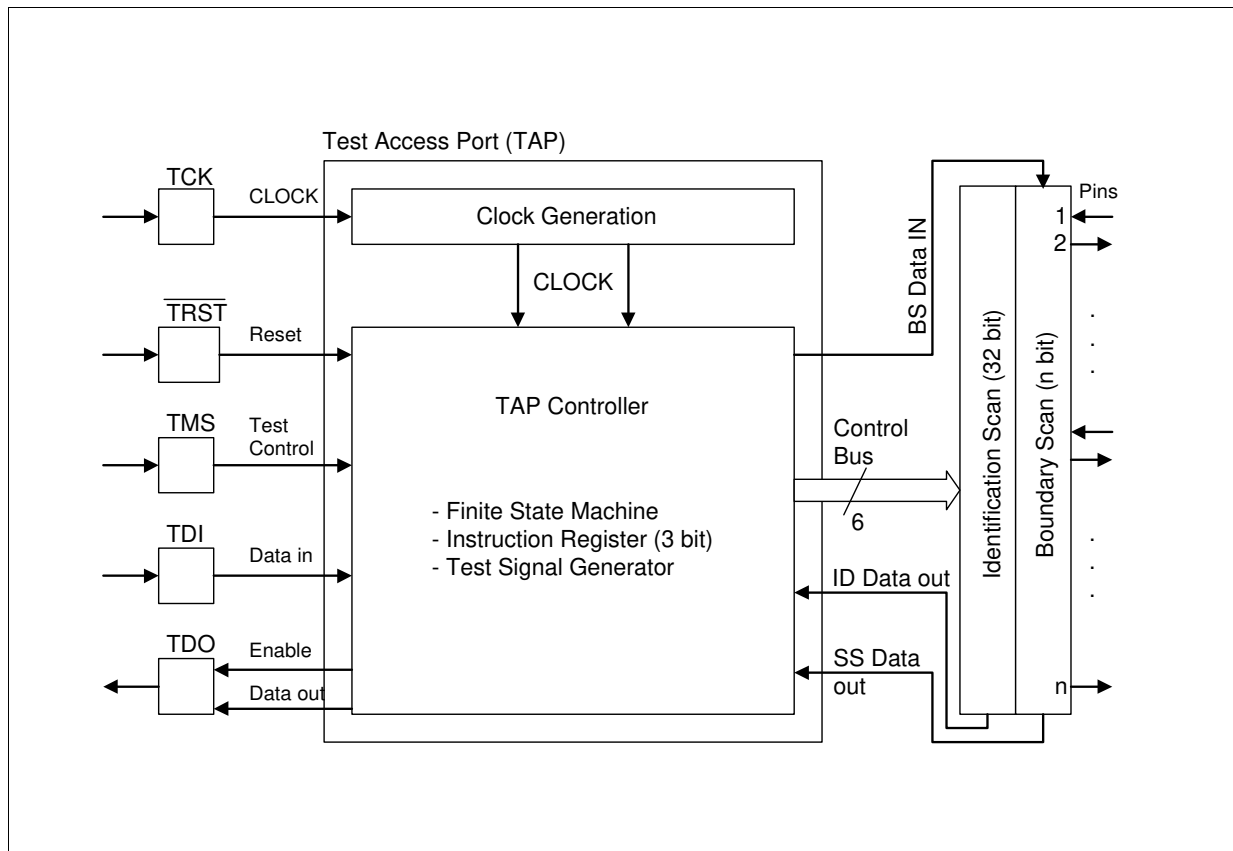 Test Access Port (TAP)
TCK
CLOCK
Clock Generation
CLOCK
TRST
Reset
TMS
Test
Control
TDI
Data in
TDO
Enable
Data out
TAP Controller
- Finite State Machine
- Instruction Register (3 bit)
- Test Signal Generator
BS Data IN
Control
Bus
6
ID Data out
SS Data
out
Identification Scan (32 bit)
Boundary Scan (n bit)
Pins
1
2
.
.
.
.
.
.
n